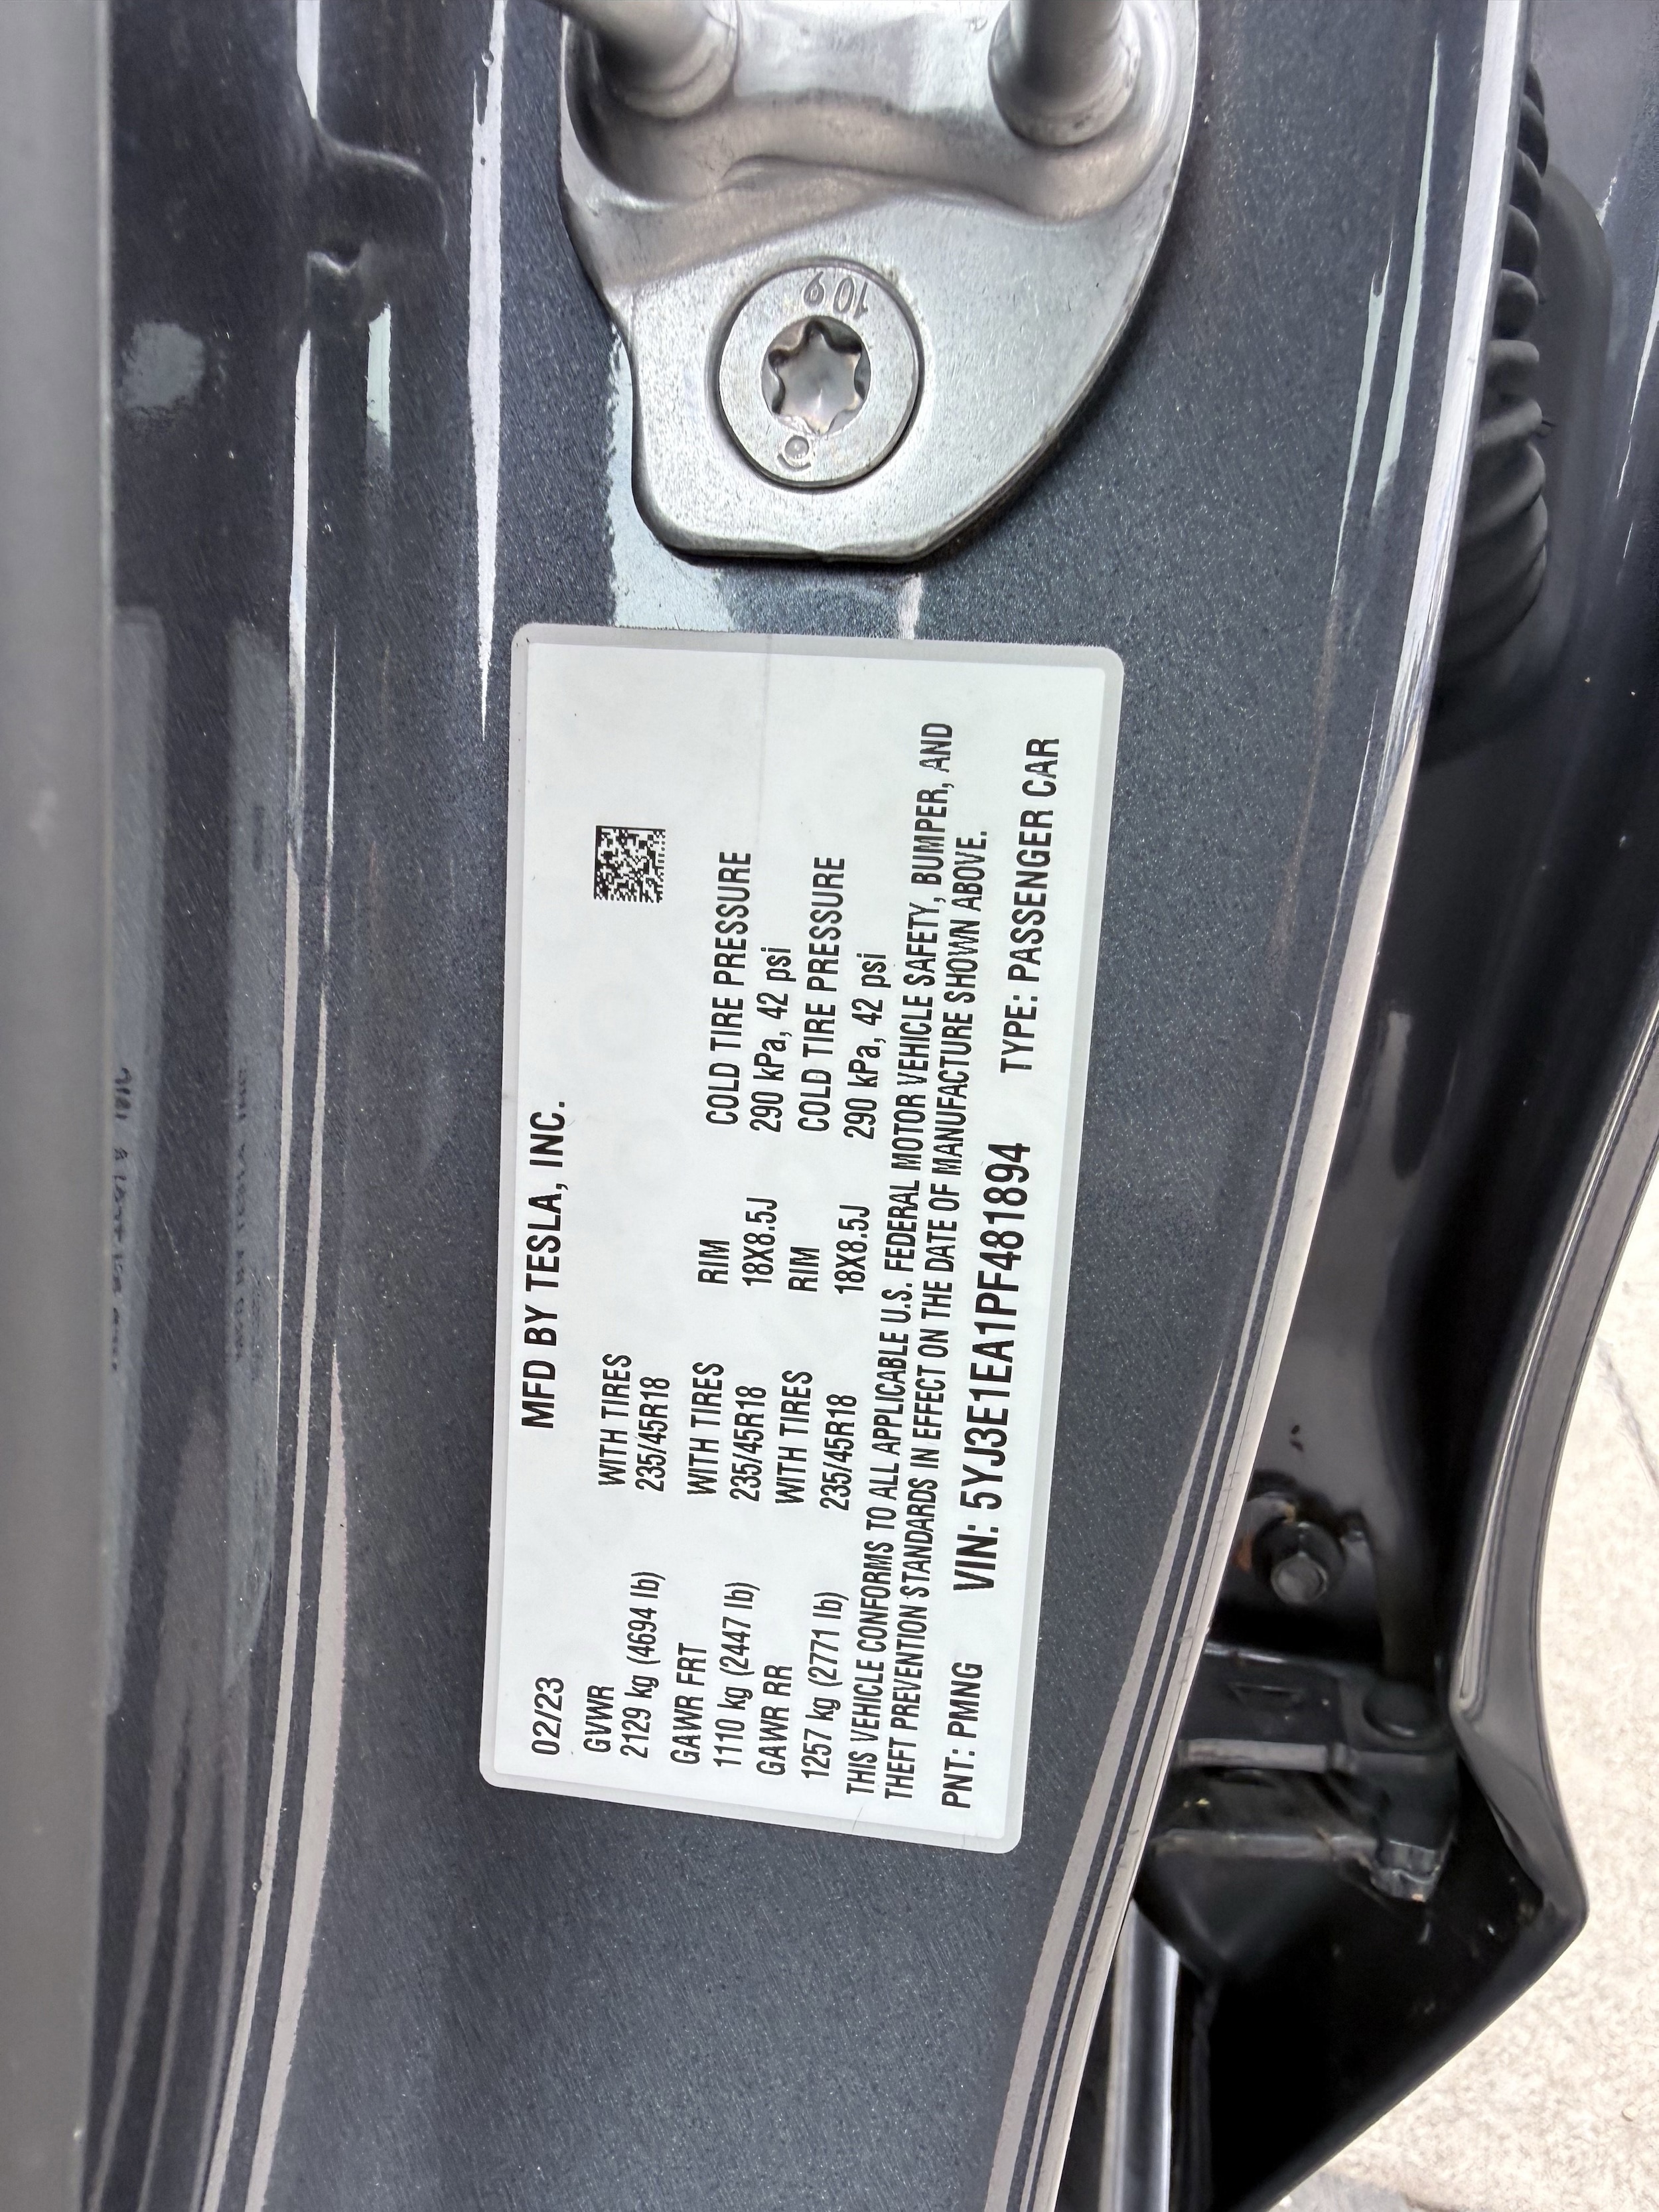 02/23 MFD BY TESLA, INC.
GVWR WITH TIRES
2129 kg (4694 lb) 235/45R18
GAWR FRT WITH TIRES RIM COLD TIRE PRESSURE
1110 kg (2447 lb) 235/45R18 18X8.5J 290 kPa, 42 psi
GAWR RR WITH TIRES RIM COLD TIRE PRESSURE
1257 kg (2771 lb) 235/45R18 18X8.5J 290 kPa, 42 psi
THIS VEHICLE CONFORMS TO ALL APPLICABLE U.S. FEDERAL MOTOR VEHICLE SAFETY, BUMPER, AND
THEFT PREVENTION STANDARDS IN EFFECT ON THE DATE OF MANUFACTURE SHOWN ABOVE.
PNT: PMNG VIN: 5YJ3E1EA1PF481894 TYPE: PASSENGER CAR
10 9